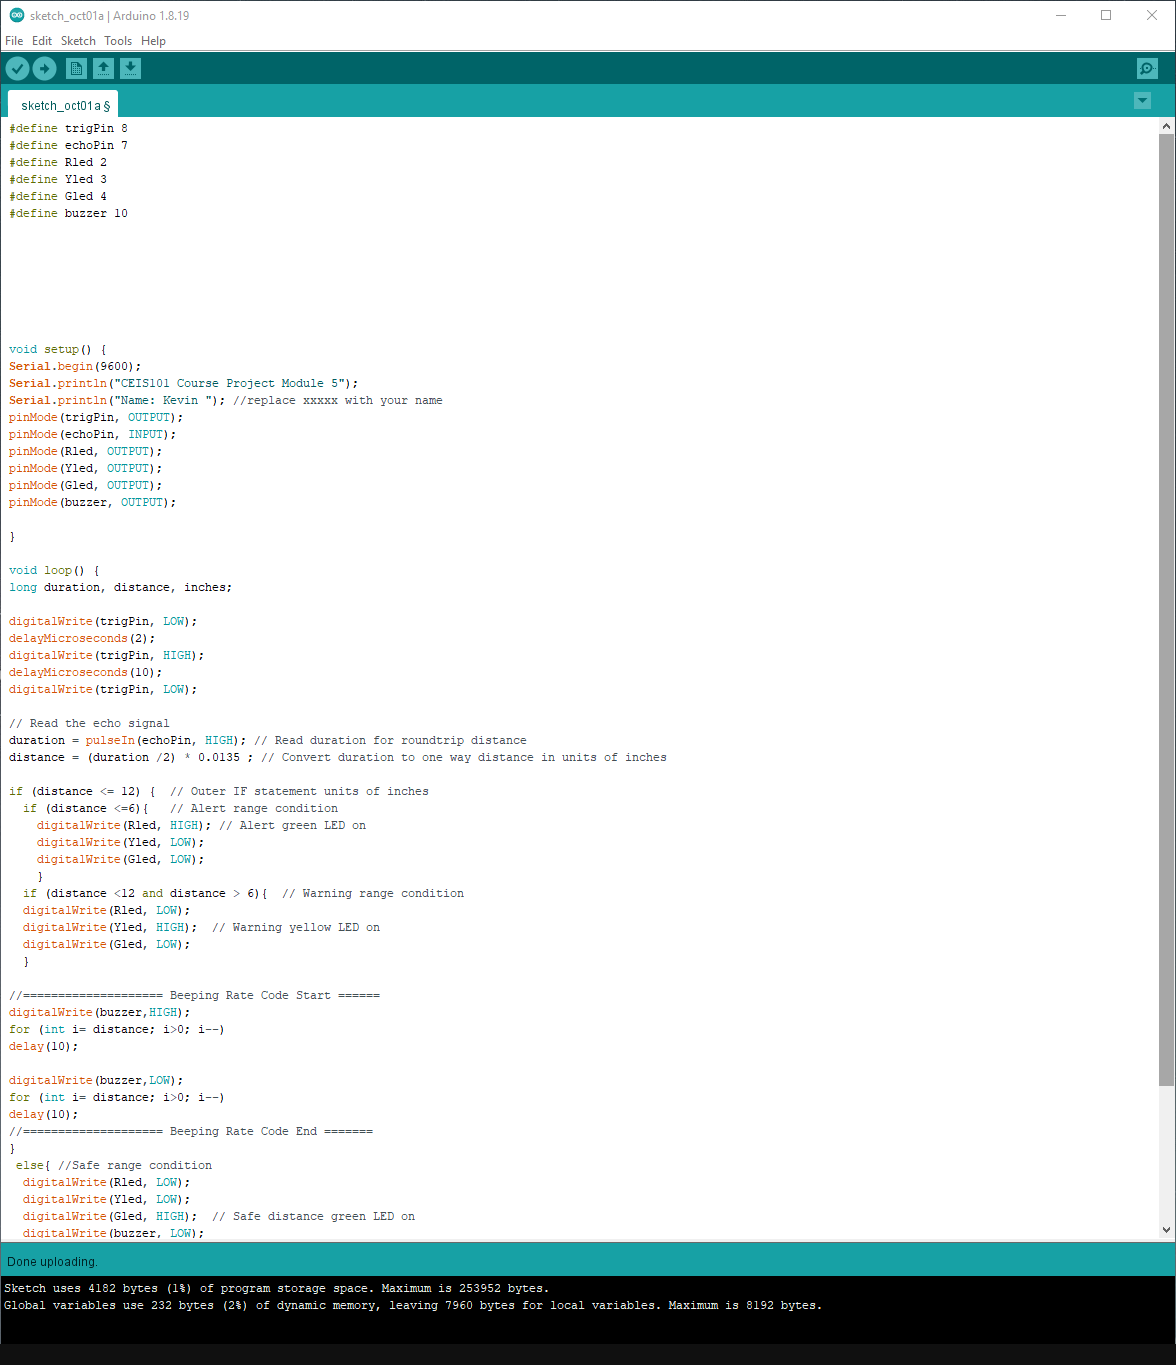 sketch_oct01a | Arduino 1.8.19
File Edit Sketch Tools Help
sketch_oct01a §
#define trigPin 8
#define echoPin 7
#define Rled 2
#define Yled 3
#define Gled 4
#define buzzer 10
void setup() {
Serial.begin(9600);
Serial.println("CEIS101 Course Project Module 5");
Serial.println("Name: Kevin "); //replace xxxxx with your name
pinMode(trigPin, OUTPUT);
pinMode(echoPin, INPUT);
pinMode(Rled, OUTPUT);
pinMode(Yled, OUTPUT);
pinMode(Gled, OUTPUT);
pinMode(buzzer, OUTPUT);
}
void loop() {
long duration, distance, inches;
digitalWrite(trigPin, LOW);
delayMicroseconds(2);
digitalWrite(trigPin, HIGH);
delayMicroseconds(10);
digitalWrite(trigPin, LOW);
// Read the echo signal
duration = pulseIn(echoPin, HIGH); // Read duration for roundtrip distance
distance = (duration /2) * 0.0135 ; // Convert duration to one way distance in units of inches
if (distance <= 12) {  // Outer IF statement units of inches
  if (distance <=6){   // Alert range condition
    digitalWrite(Rled, HIGH); // Alert green LED on
    digitalWrite(Yled, LOW);
    digitalWrite(Gled, LOW);
    }
  if (distance <12 and distance > 6){  // Warning range condition
  digitalWrite(Rled, LOW);
  digitalWrite(Yled, HIGH);  // Warning yellow LED on
  digitalWrite(Gled, LOW);
  }
//==================== Beeping Rate Code Start ======
digitalWrite(buzzer,HIGH);
for (int i= distance; i>0; i--)
delay(10);
digitalWrite(buzzer,LOW);
for (int i= distance; i>0; i--)
delay(10);
//==================== Beeping Rate Code End =======
}
 else{ //Safe range condition
  digitalWrite(Rled, LOW);
  digitalWrite(Yled, LOW);
  digitalWrite(Gled, HIGH);  // Safe distance green LED on
  digitalWrite(buzzer, LOW);
Done uploading.
Sketch uses 4182 bytes (1%) of program storage space. Maximum is 253952 bytes.
Global variables use 232 bytes (2%) of dynamic memory, leaving 7960 bytes for local variables. Maximum is 8192 bytes.